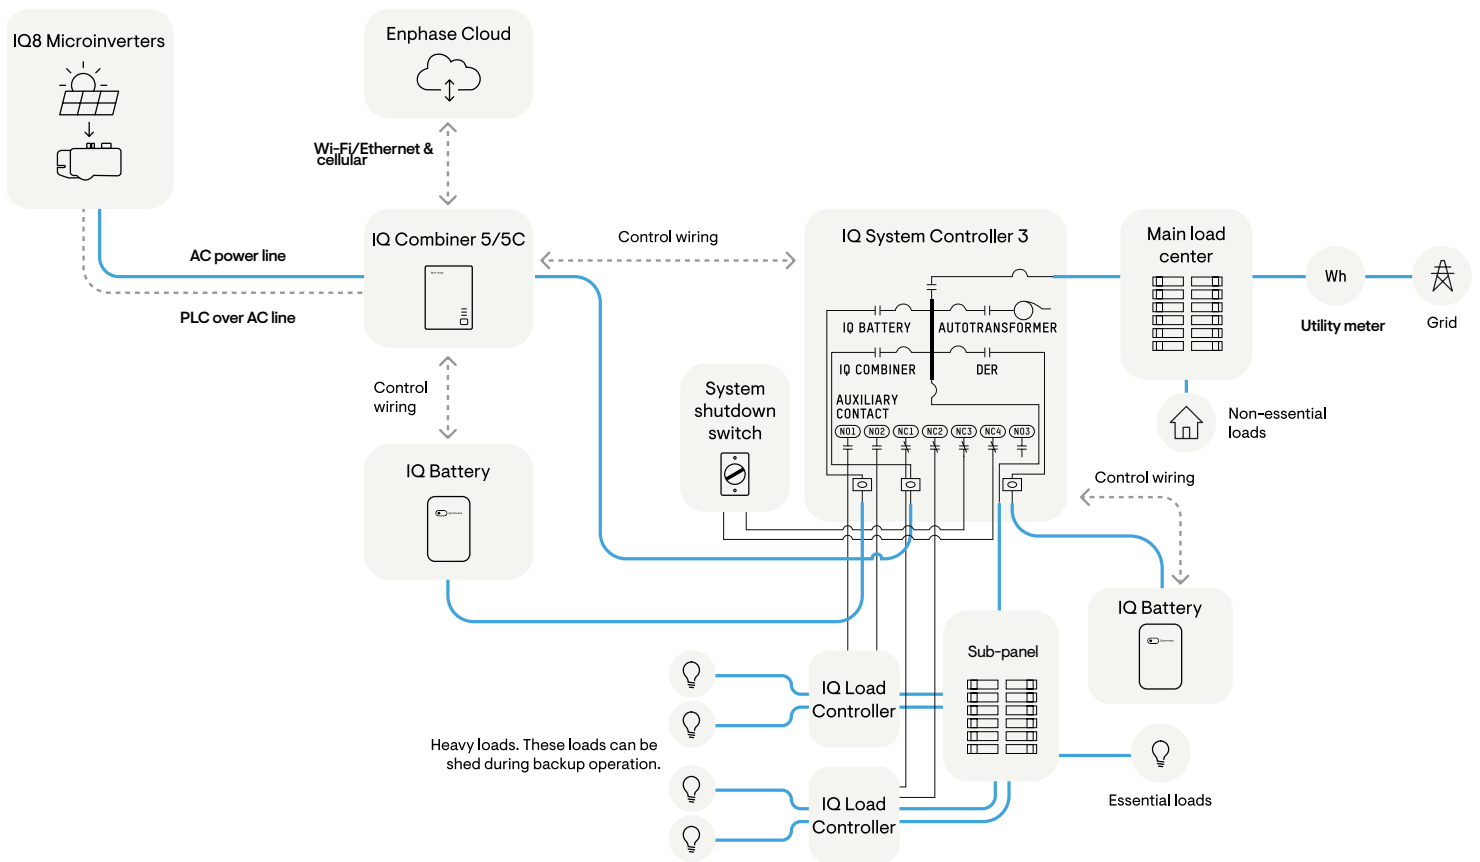 IQ8 Microinverters
Enphase Cloud
Wi-Fi/Ethernet &
cellular
AC power line
PLC over AC line
IQ Combiner 5/5C
Control wiring
IQ System Controller 3
Main load
center
Wh
Utility meter
Grid
IQ BATTERY
AUTOTRANSFORMER
IQ COMBINER
DER
AUXILIARY
CONTACT
NO1
NO2
NC1
NC2
NC3
NC4
NO3
Non-essential
loads
Control
wiring
System
shutdown
switch
IQ Battery
Control wiring
IQ Battery
Sub-panel
IQ Load
Controller
Heavy loads. These loads can be
shed during backup operation.
IQ Load
Controller
Essential loads